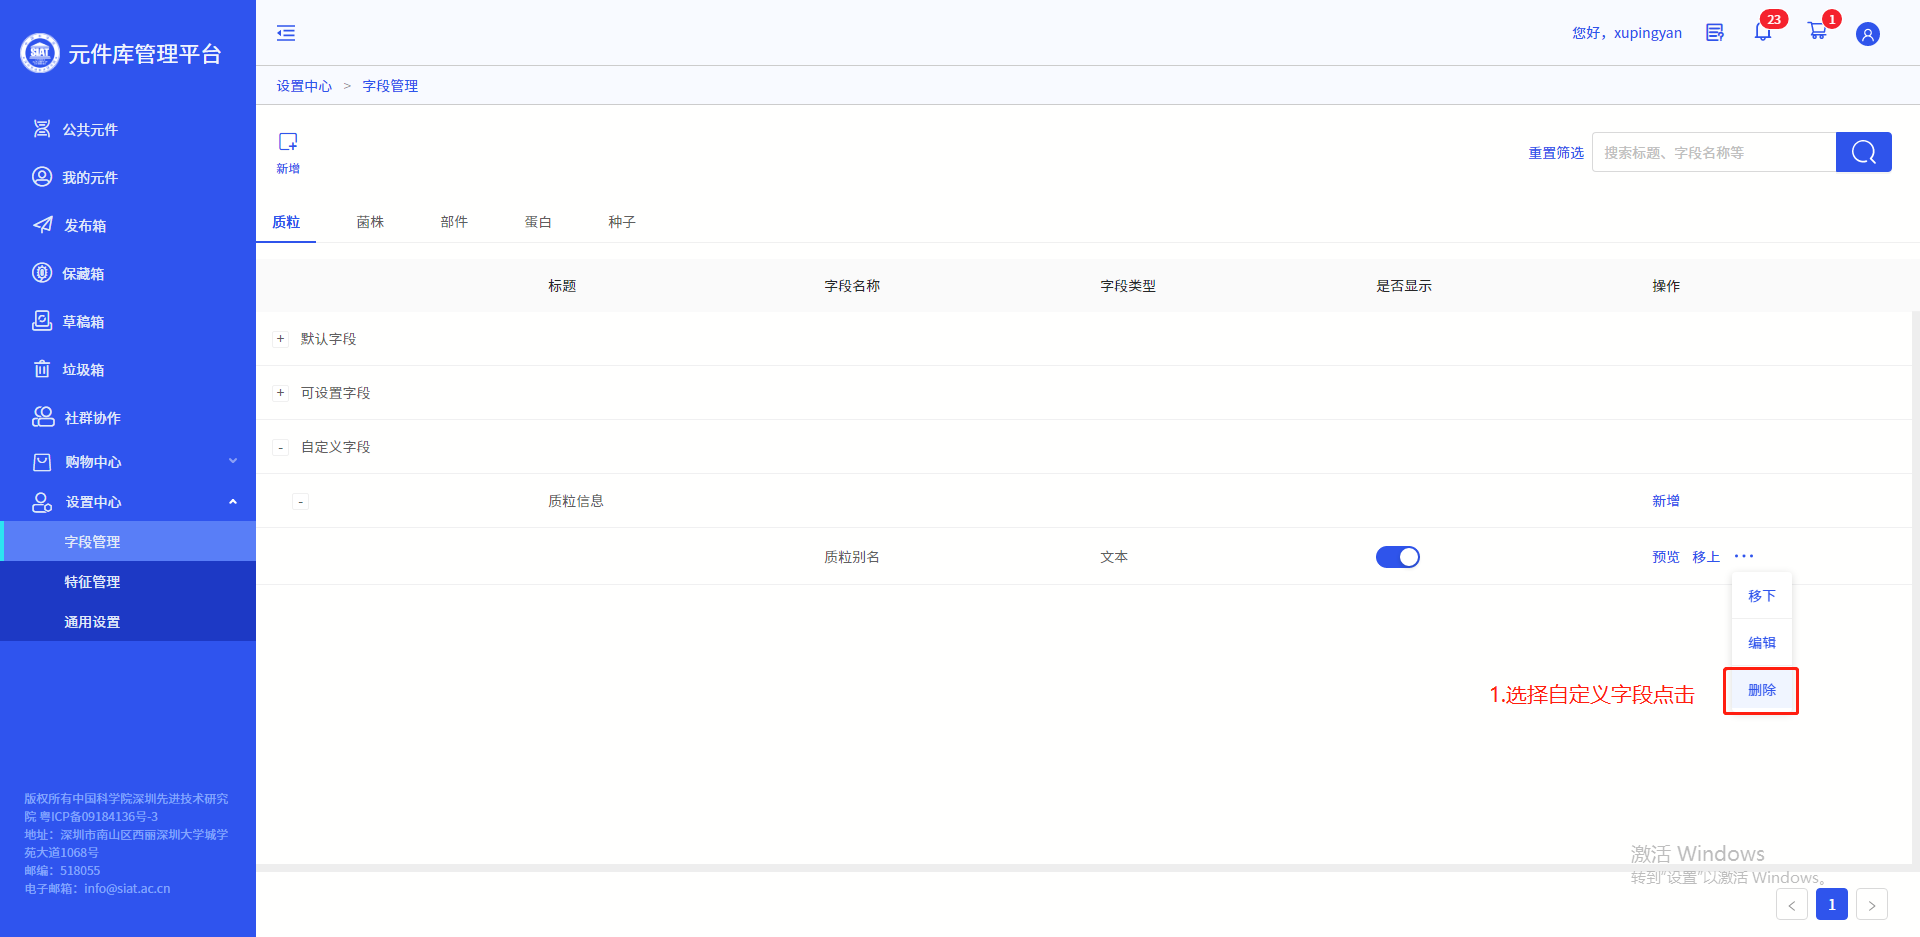 元件库管理平台
您好，xupingyan
23
1
设置中心 > 字段管理
公共元件
我的元件
发布箱
保藏箱
草稿箱
垃圾箱
社群协作
购物中心
设置中心
字段管理
特征管理
通用设置
版权所有中国科学院深圳先进技术研究
院 粤ICP备09184136号-3
地址：深圳市南山区西丽深圳大学城学
苑大道1068号
邮编：518055
电子邮箱：info@siat.ac.cn
新增
重置筛选 搜索标题、字段名称等
质粒 菌株 部件 蛋白 种子
标题 字段名称 字段类型 是否显示 操作
+ 默认字段
+ 可设置字段
- 自定义字段
- 质粒信息 新增
质粒别名 文本 预览 移上 ···
移下
编辑
删除
1.选择自定义字段点击
激活 Windows
转到"设置"以激活 Windows。
< 1 >
SIAT